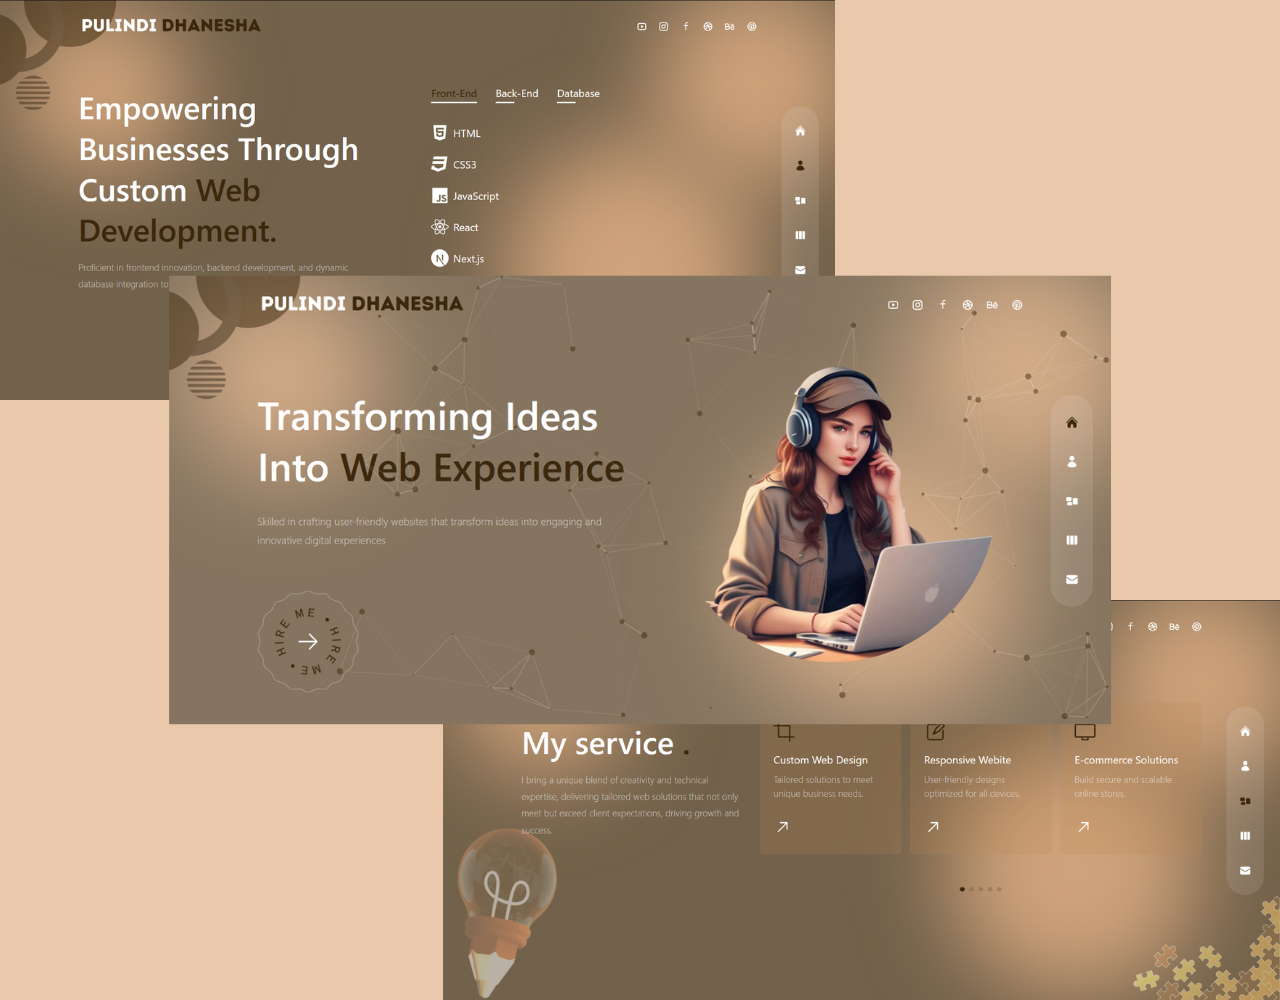 PULINDI DHANESHA
Empowering
Businesses Through
Custom Web
Development.
Proficient in frontend innovation, backend development, and dynamic
database integration to
Front-End Back-End Database
HTML
CSS3
JS JavaScript
React
N Next.js
PULINDI DHANESHA
Bē
Transforming Ideas
Into Web Experience
Skilled in crafting user-friendly websites that transform ideas into engaging and
innovative digital experiences
HIRE ME • HIRE ME •
My service .
I bring a unique blend of creativity and technical
expertise, delivering tailored web solutions that not only
meet but exceed client expectations, driving growth and
success.
Custom Web Design
Tailored solutions to meet
unique business needs.
Responsive Webite
User-friendly designs
optimized for all devices.
E-commerce Solutions
Build secure and scalable
online stores.